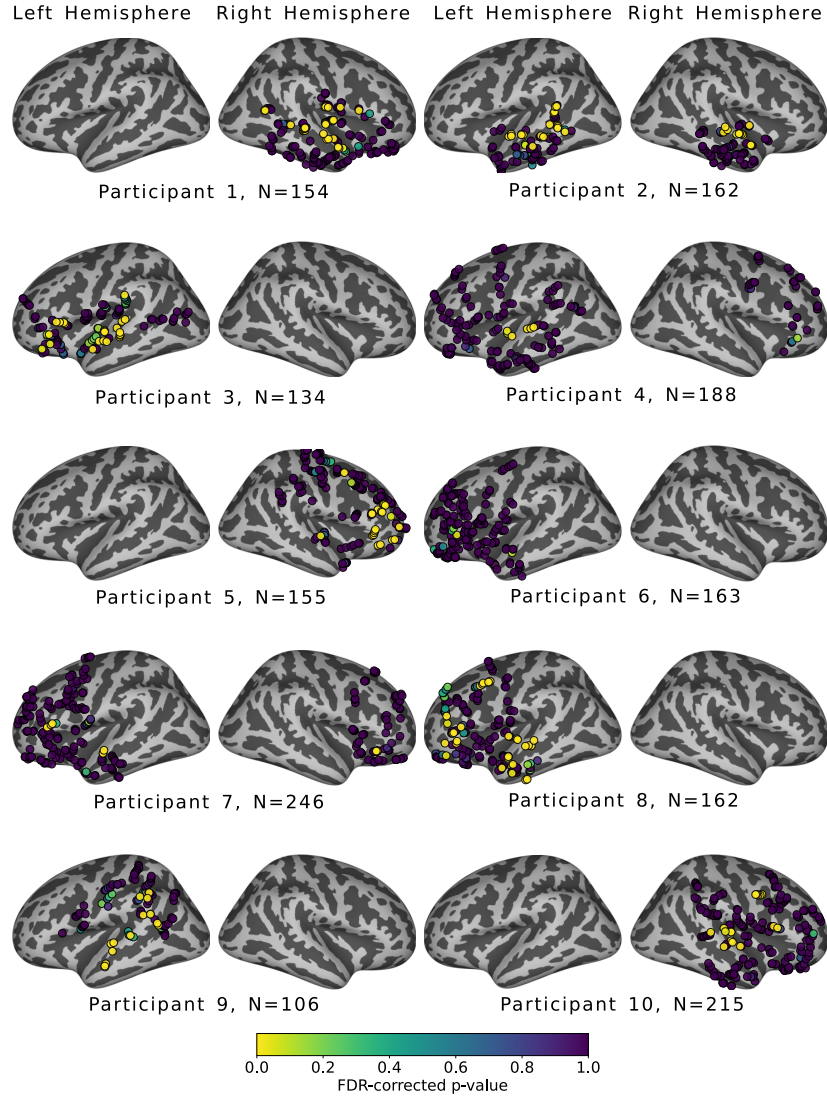 Left Hemisphere Right Hemisphere Left Hemisphere Right Hemisphere
Participant 1, N=154 Participant 2, N=162
Participant 3, N=134 Participant 4, N=188
Participant 5, N=155 Participant 6, N=163
Participant 7, N=246 Participant 8, N=162
Participant 9, N=106 Participant 10, N=215
0.0 0.2 0.4 0.6 0.8 1.0
FDR-corrected p-value